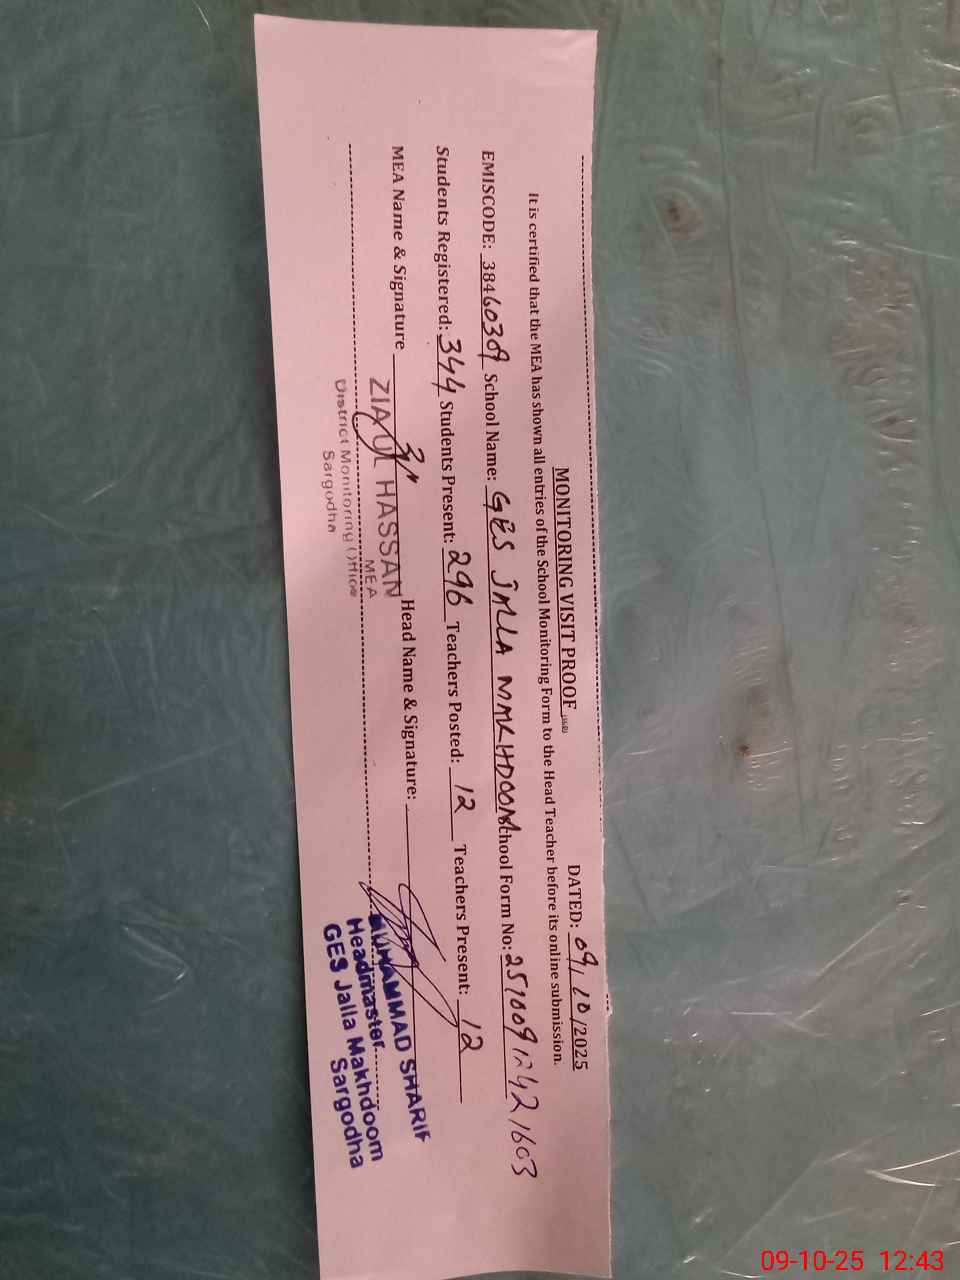 MONITORING VISIT PROOF
DATED: 09/10/2025
It is certified that the MEA has shown all entries of the School Monitoring Form to the Head Teacher before its online submission.
EMISCODE: 38460309 School Name: GES JALLA MAKHDOOM School Form No: 25100912421603
Students Registered: 344 Students Present: 296 Teachers Posted: 12 Teachers Present: 12
MEA Name & Signature Head Name & Signature:
ZIA UL HASSAN
MEA
District Monitoring Office
Sargodha
MUHAMMAD SHARIF
Headmaster
GES Jalla Makhdoom
Sargodha
09-10-25 12:43